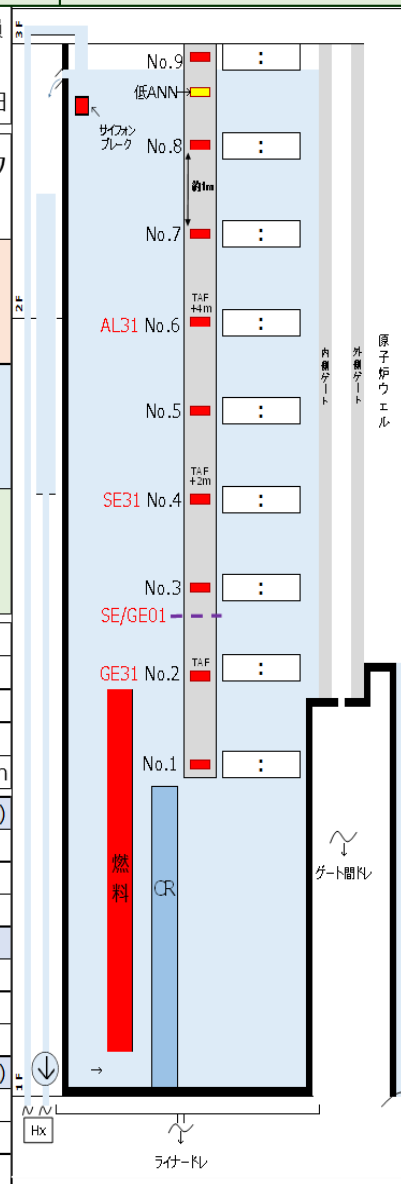 3F
No.9
:
低ANN
サイフォン
ブレーク
No.8
:
約1m
No.7
:
2F
TAF
+4m
AL31 No.6
:
内側ゲート
外側ゲート
原子炉ウェル
No.5
:
TAF
+2m
SE31 No.4
:
No.3
:
SE/GE01
TAF
GE31 No.2
:
No.1
:
燃料
CR
ゲート間ドレン
1F
Hx
ライナードレン